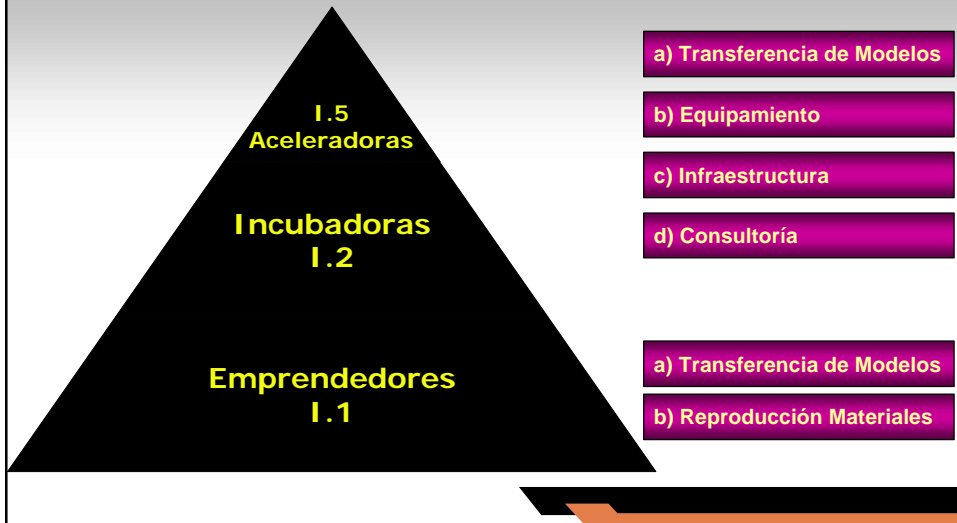 I.5
Aceleradoras
Incubadoras
I.2
Emprendedores
I.1
a) Transferencia de Modelos
b) Equipamiento
c) Infraestructura
d) Consultoría
a) Transferencia de Modelos
b) Reproducción Materiales